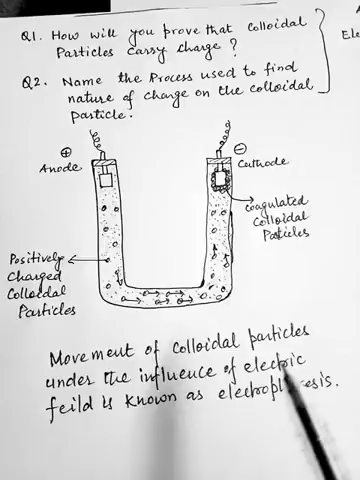 Q1. How will you prove that colloidal
Particles carry charge ?
Q2. Name the Process used to find
nature of charge on the colloidal
Particle.
Ele
+
Anode
−
Cathode
Coagulated
Colloidal
Particles
Positively
Charged
Colloidal
Particles
Movement of colloidal particles
under the influence of electric
feild is known as